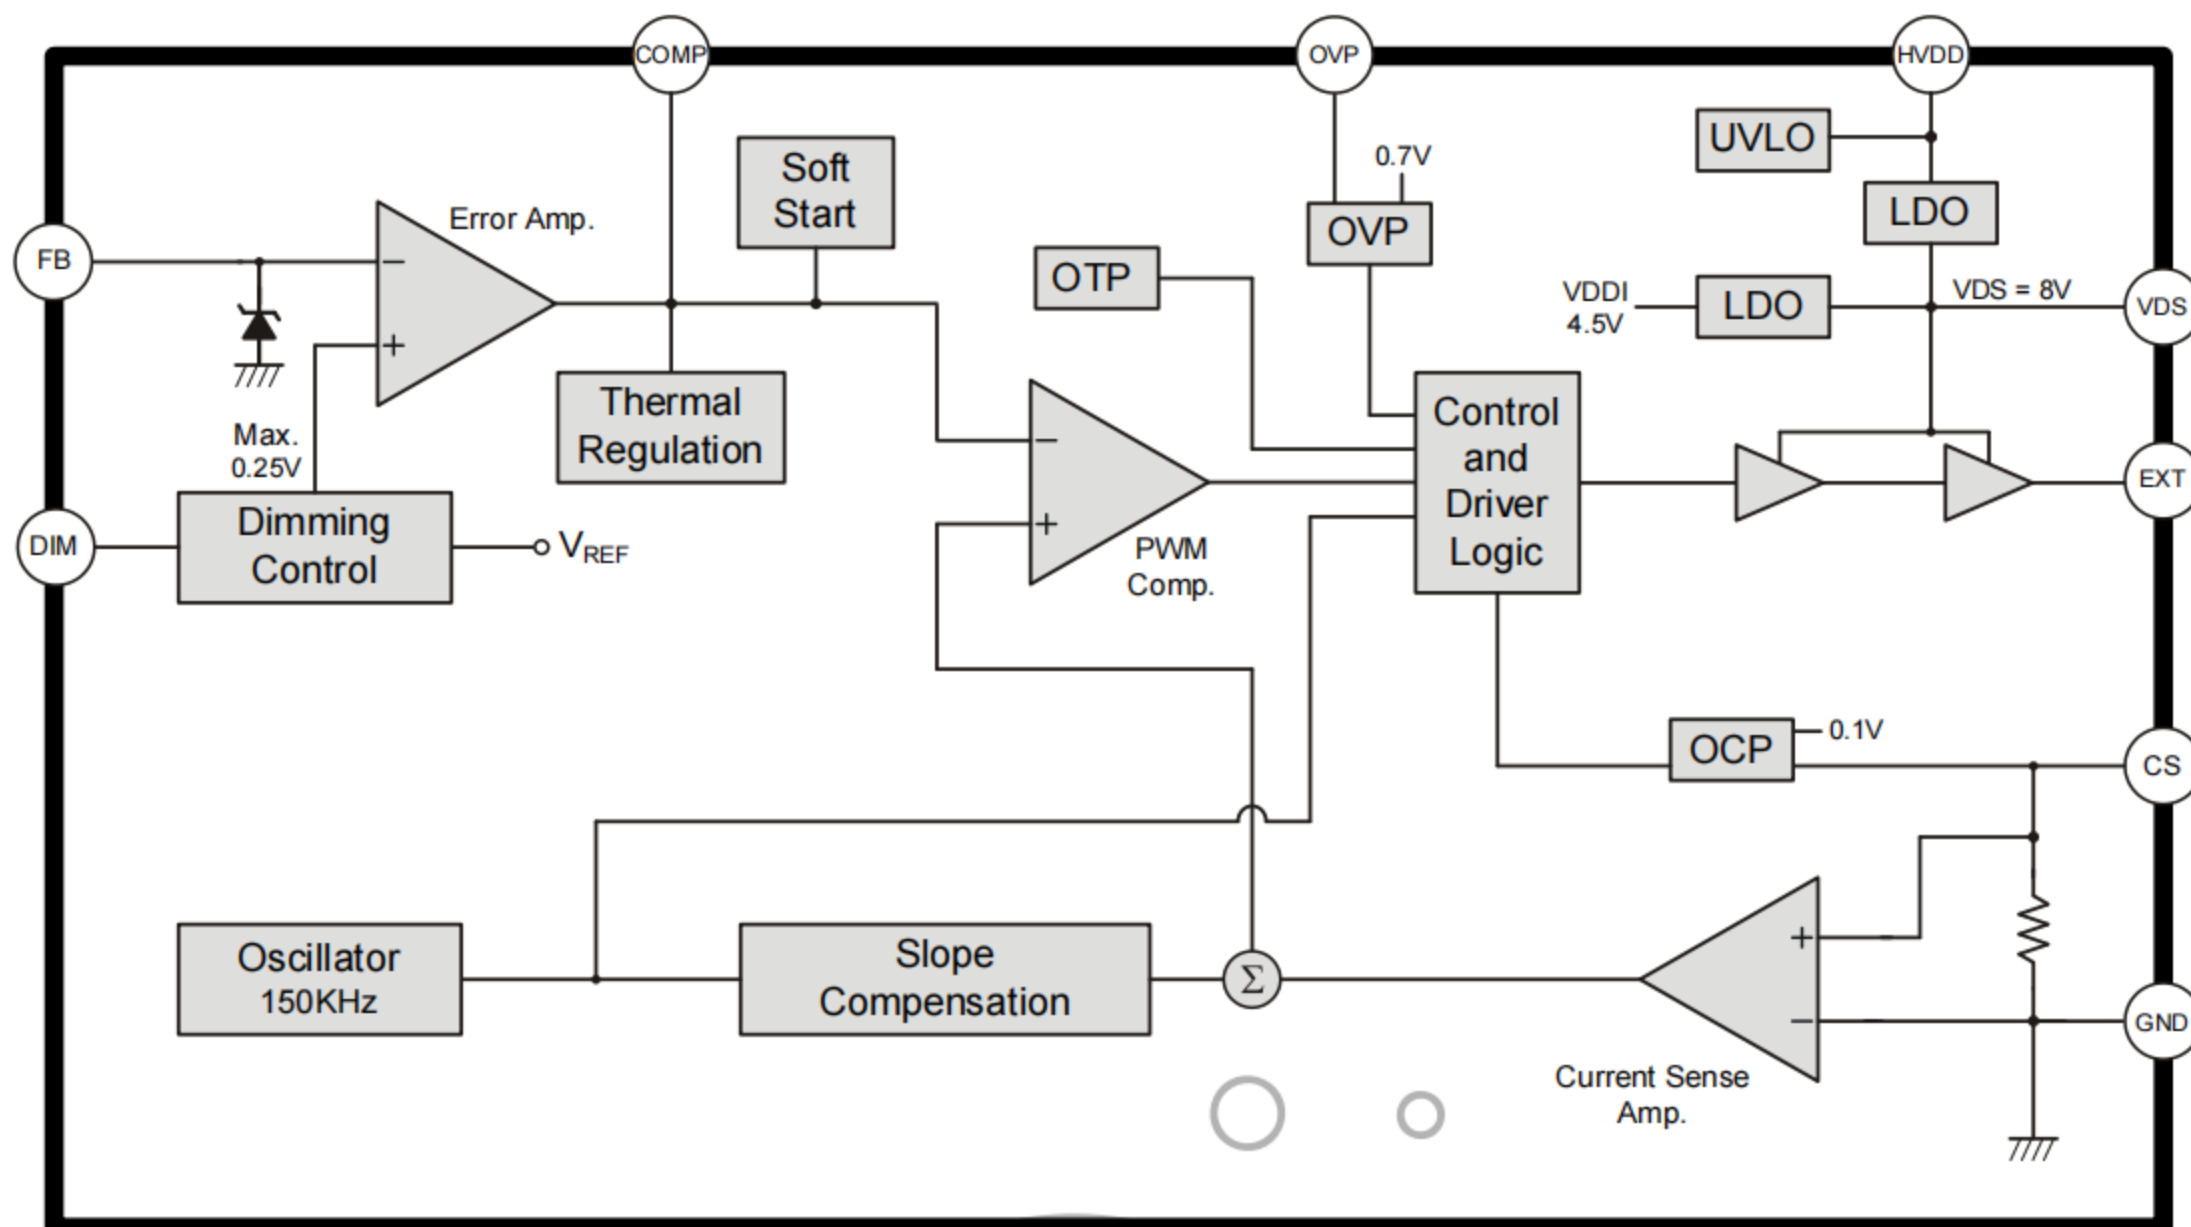 COMP
OVP
HVDD
UVLO
Soft
Start
0.7V
LDO
Error Amp.
OVP
FB
−
OTP
VDDI
4.5V
LDO
VDS = 8V
VDS
+
Thermal
Regulation
Control
and
Driver
Logic
Max.
0.25V
−
EXT
Dimming
Control
DIM
VREF
+
PWM
Comp.
OCP
0.1V
CS
Oscillator
150KHz
Slope
Compensation
Σ
+
−
GND
Current Sense
Amp.